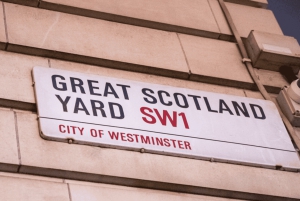 GREAT SCOTLAND
YARD SW1
CITY OF WESTMINSTER